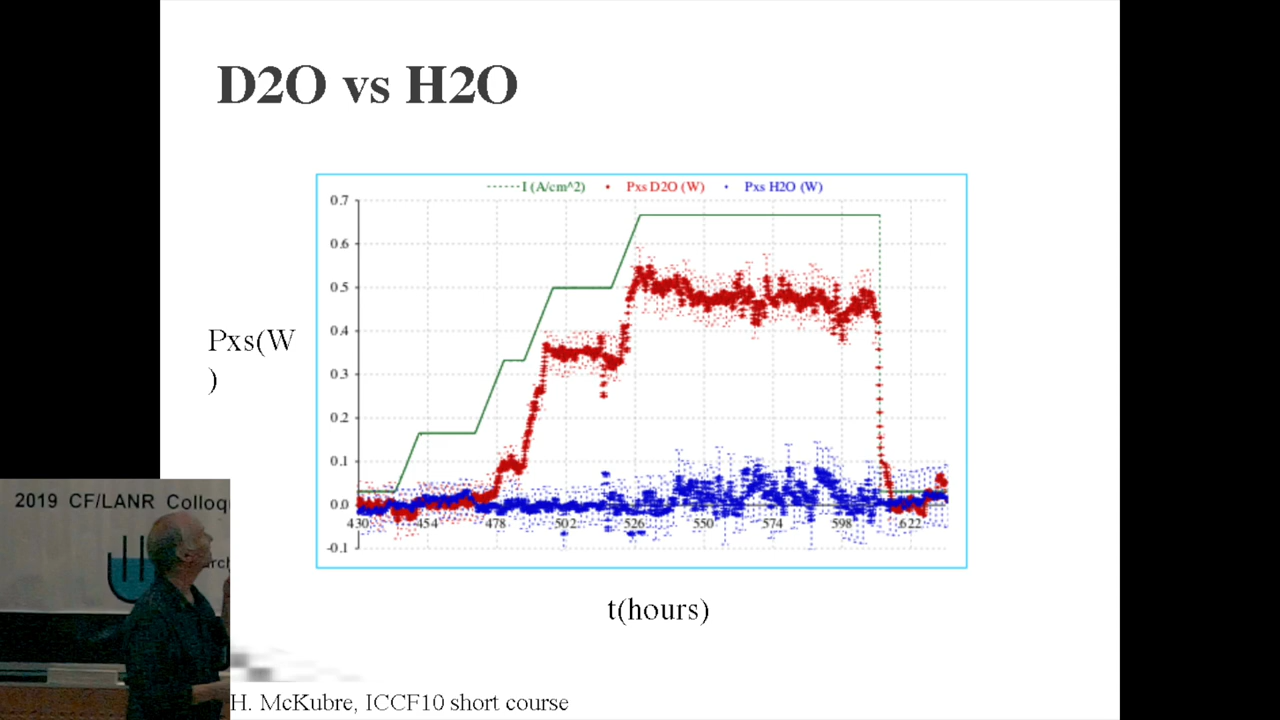 D2O vs H2O
I (A/cm^2) Pxs D2O (W) Pxs H2O (W)
0.7
0.6
0.5
0.4
0.3
0.2
0.1
0.0
-0.1
430 454 478 502 526 550 574 598 622
Pxs(W
)
t(hours)
2019 CF/LANR Colloq
H. McKubre, ICCF10 short course